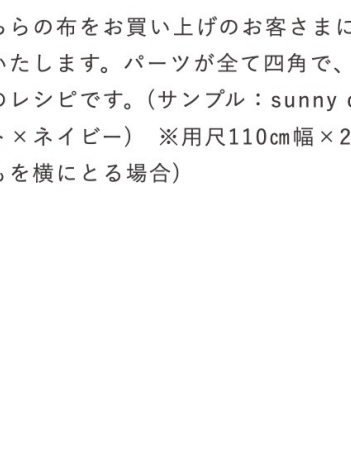 らの布をお買い上げのお客さまに
いたします。パーツが全て四角で、
のレシピです。(サンプル：sunny
×ネイビー)　※用尺110㎝幅×2
を横にとる場合)